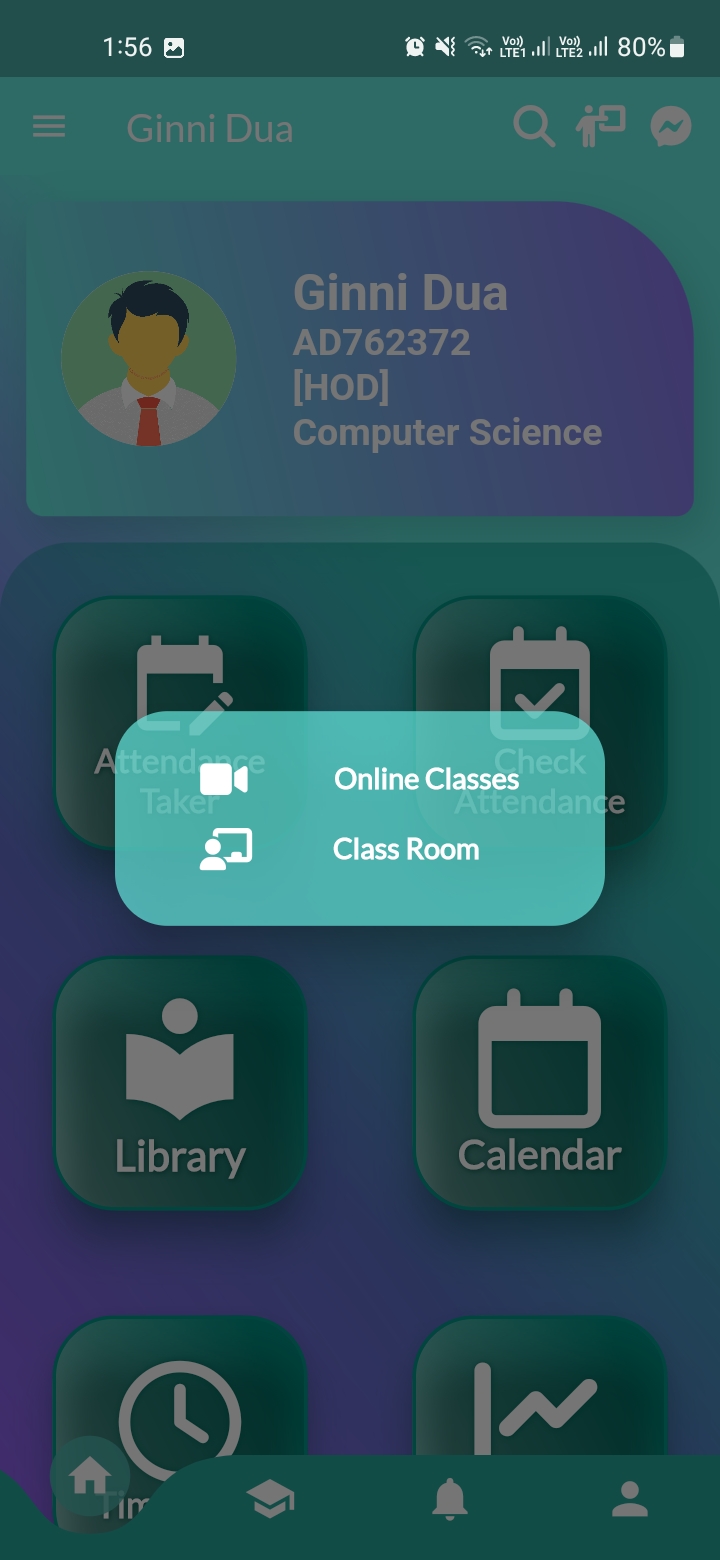 1:56 Vo)) LTE1 Vo)) LTE2 80%
Ginni Dua
Ginni Dua
AD762372
[HOD]
Computer Science
Attendance
Taker
Check
Attendance
Online Classes
Class Room
Library
Calendar
Tim